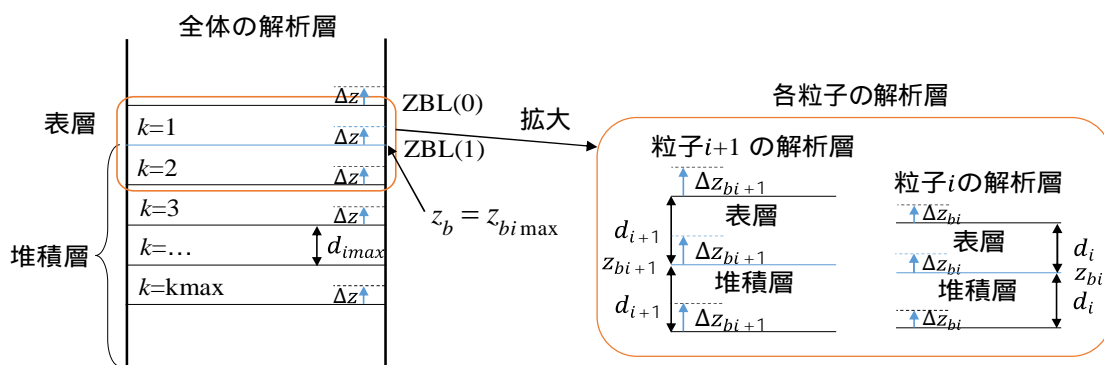 全体の解析層
Δz
ZBL(0)
表層
k=1
Δz
ZBL(1)
k=2
Δz
k=3
Δz
z_b = z_{bi max}
堆積層
k=…
d_{imax}
k=kmax
Δz
拡大
各粒子の解析層
粒子i+1 の解析層
Δz_{bi+1}
表層
d_{i+1}
Δz_{bi+1}
z_{bi+1}
堆積層
d_{i+1}
Δz_{bi+1}
粒子iの解析層
Δz_{bi}
表層
d_i
Δz_{bi}
z_{bi}
堆積層
d_i
Δz_{bi}